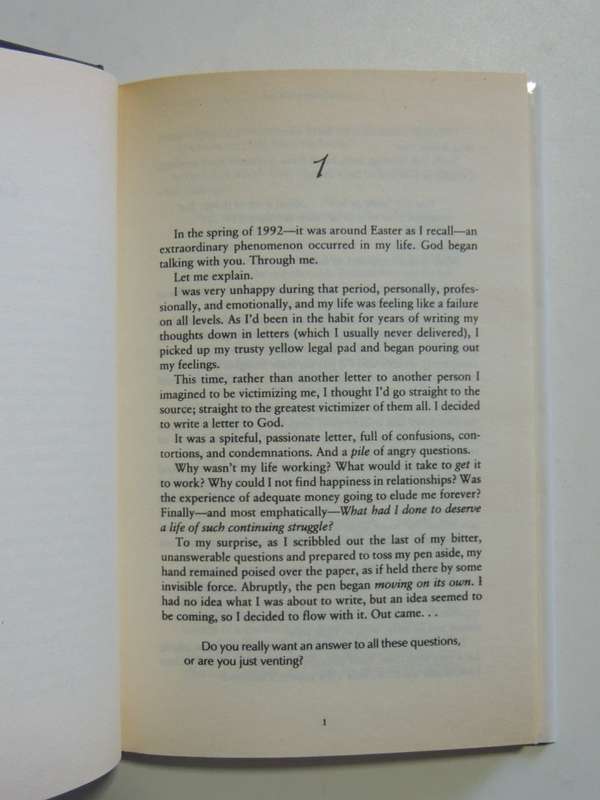 1
In the spring of 1992—it was around Easter as I recall—an
extraordinary phenomenon occurred in my life. God began
talking with you. Through me.
Let me explain.
I was very unhappy during that period, personally, profes-
sionally, and emotionally, and my life was feeling like a failure
on all levels. As I'd been in the habit for years of writing my
thoughts down in letters (which I usually never delivered), I
picked up my trusty yellow legal pad and began pouring out
my feelings.
This time, rather than another letter to another person I
imagined to be victimizing me, I thought I'd go straight to the
source; straight to the greatest victimizer of them all. I decided
to write a letter to God.
It was a spiteful, passionate letter, full of confusions, con-
tortions, and condemnations. And a pile of angry questions.
Why wasn't my life working? What would it take to get it
to work? Why could I not find happiness in relationships? Was
the experience of adequate money going to elude me forever?
Finally—and most emphatically—What had I done to deserve
a life of such continuing struggle?
To my surprise, as I scribbled out the last of my bitter,
unanswerable questions and prepared to toss my pen aside, my
hand remained poised over the paper, as if held there by some
invisible force. Abruptly, the pen began moving on its own. I
had no idea what I was about to write, but an idea seemed to
be coming, so I decided to flow with it. Out came. . .
Do you really want an answer to all these questions,
or are you just venting?
1